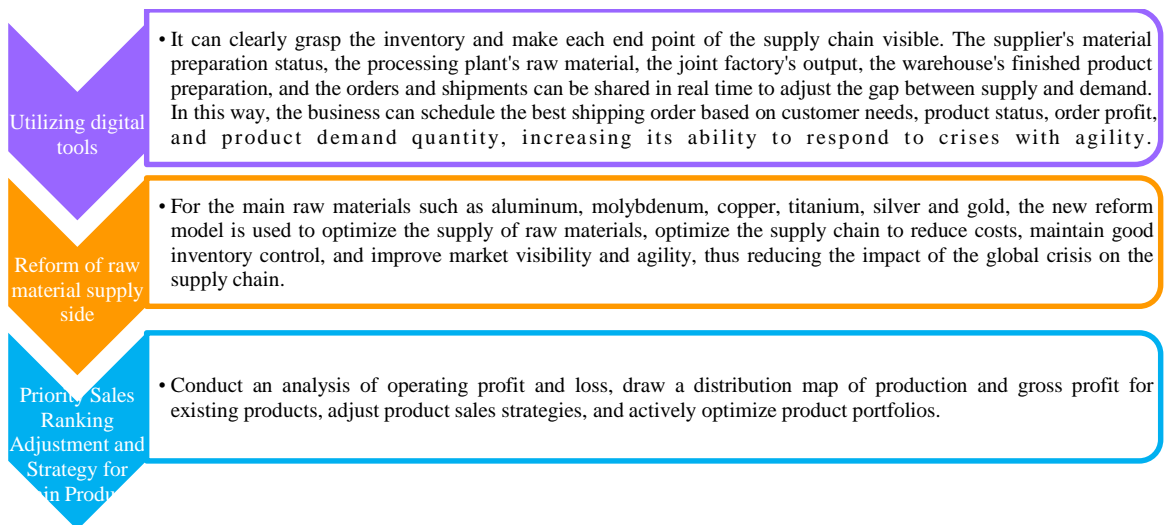 Utilizing digital
tools
• It can clearly grasp the inventory and make each end point of the supply chain visible. The supplier's material
preparation status, the processing plant's raw material, the joint factory's output, the warehouse's finished product
preparation, and the orders and shipments can be shared in real time to adjust the gap between supply and demand.
In this way, the business can schedule the best shipping order based on customer needs, product status, order profit,
and product demand quantity, increasing its ability to respond to crises with agility.
Reform of raw
material supply
side
• For the main raw materials such as aluminum, molybdenum, copper, titanium, silver and gold, the new reform
model is used to optimize the supply of raw materials, optimize the supply chain to reduce costs, maintain good
inventory control, and improve market visibility and agility, thus reducing the impact of the global crisis on the
supply chain.
Priority Sales
Ranking
Adjustment and
Strategy for
• Conduct an analysis of operating profit and loss, draw a distribution map of production and gross profit for
existing products, adjust product sales strategies, and actively optimize product portfolios.